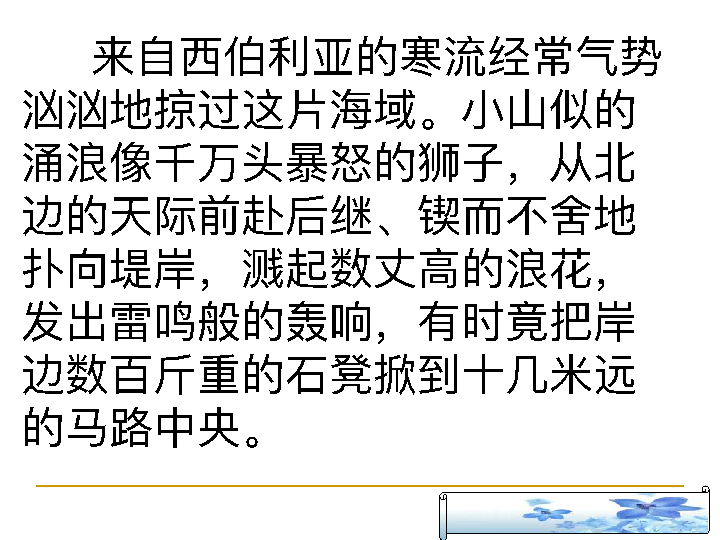 来自西伯利亚的寒流经常气势
汹汹地掠过这片海域。小山似的
涌浪像千万头暴怒的狮子，从北
边的天际前赴后继、锲而不舍地
扑向堤岸，溅起数丈高的浪花，
发出雷鸣般的轰响，有时竟把岸
边数百斤重的石凳掀到十几米远
的马路中央。